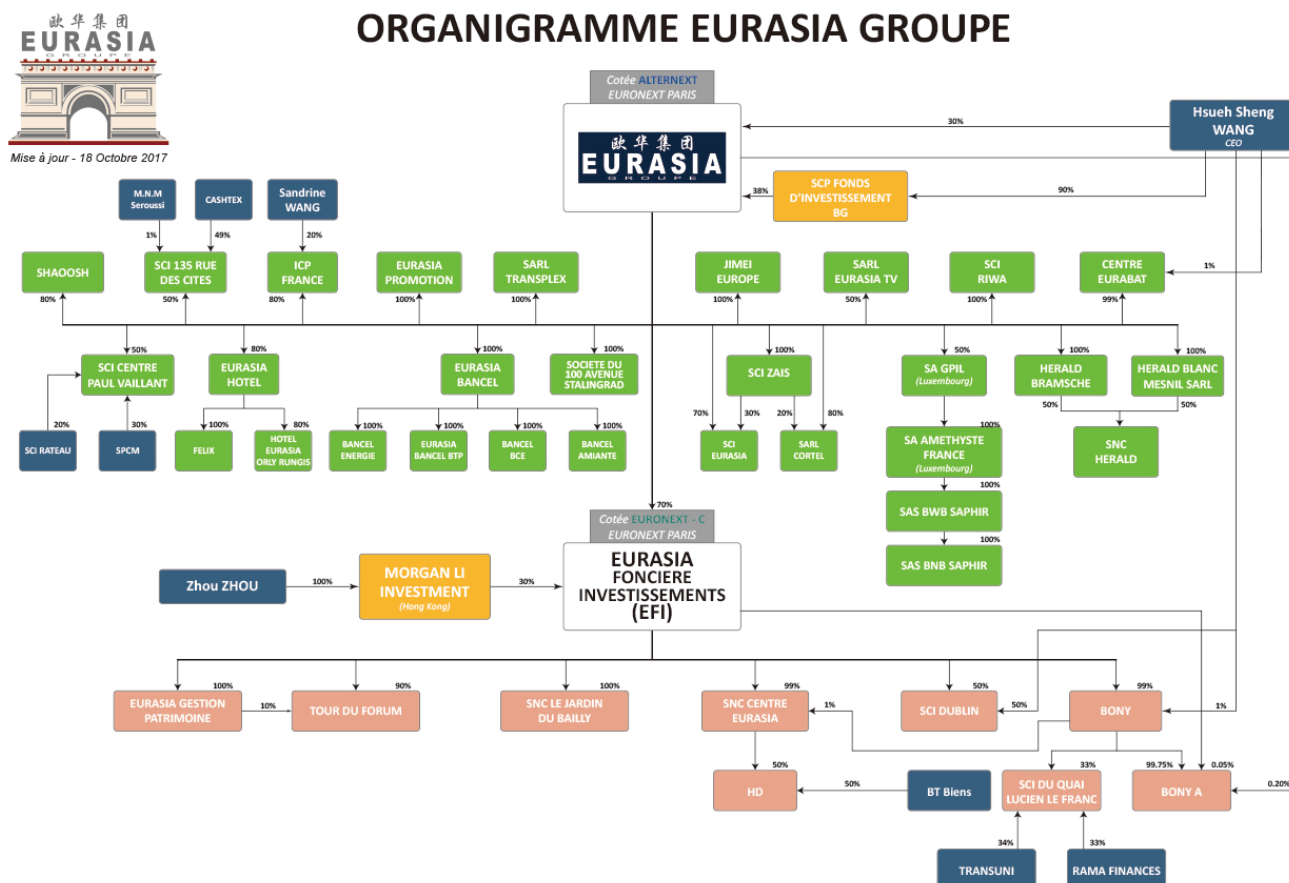 ORGANIGRAMME EURASIA GROUPE
欧华集团
EURASIA
GROUPE
Mise à jour - 18 Octobre 2017
Cotée ALTERNEXT
EURONEXT PARIS
欧华集团
EURASIA
GROUPE
30%
Hsueh Sheng
WANG
CEO
38%
SCP FONDS
D'INVESTISSEMENT
BG
90%
M.N.M
Seroussi
CASHTEX
Sandrine
WANG
1%
49%
20%
SHAOOSH
SCI 135 RUE
DES CITES
ICP
FRANCE
EURASIA
PROMOTION
SARL
TRANSPLEX
JIMEI
EUROPE
SARL
EURASIA TV
SCI
RIWA
CENTRE
EURABAT
1%
80%
50%
80%
100%
100%
100%
50%
100%
99%
50%
80%
100%
100%
100%
50%
100%
100%
SCI CENTRE
PAUL VAILLANT
EURASIA
HOTEL
EURASIA
BANCEL
SOCIETE DU
100 AVENUE
STALINGRAD
SCI ZAIS
SA GPIL
(Luxembourg)
HERALD
BRAMSCHE
HERALD BLANC
MESNIL SARL
70%
30%
20%
80%
50%
50%
20%
30%
100%
80%
100%
100%
100%
100%
100%
SCI RATEAU
SPCM
FELIX
HOTEL
EURASIA
ORLY RUNGIS
BANCEL
ENERGIE
EURASIA
BANCEL BTP
BANCEL
BCE
BANCEL
AMIANTE
SCI
EURASIA
SARL
CORTEL
SA AMETHYSTE
FRANCE
(Luxembourg)
SNC
HERALD
100%
SAS BWB SAPHIR
100%
SAS BNB SAPHIR
70%
Cotée EURONEXT - C
EURONEXT PARIS
EURASIA
FONCIERE
INVESTISSEMENTS
(EFI)
Zhou ZHOU
100%
MORGAN LI
INVESTMENT
(Hong Kong)
30%
100%
90%
100%
99%
50%
99%
EURASIA GESTION
PATRIMOINE
10%
TOUR DU FORUM
SNC LE JARDIN
DU BAILLY
SNC CENTRE
EURASIA
1%
SCI DUBLIN
50%
BONY
1%
50%
HD
50%
BT Biens
33%
SCI DU QUAI
LUCIEN LE FRANC
99.75%
0.05%
BONY A
0.20%
34%
33%
TRANSUNI
RAMA FINANCES